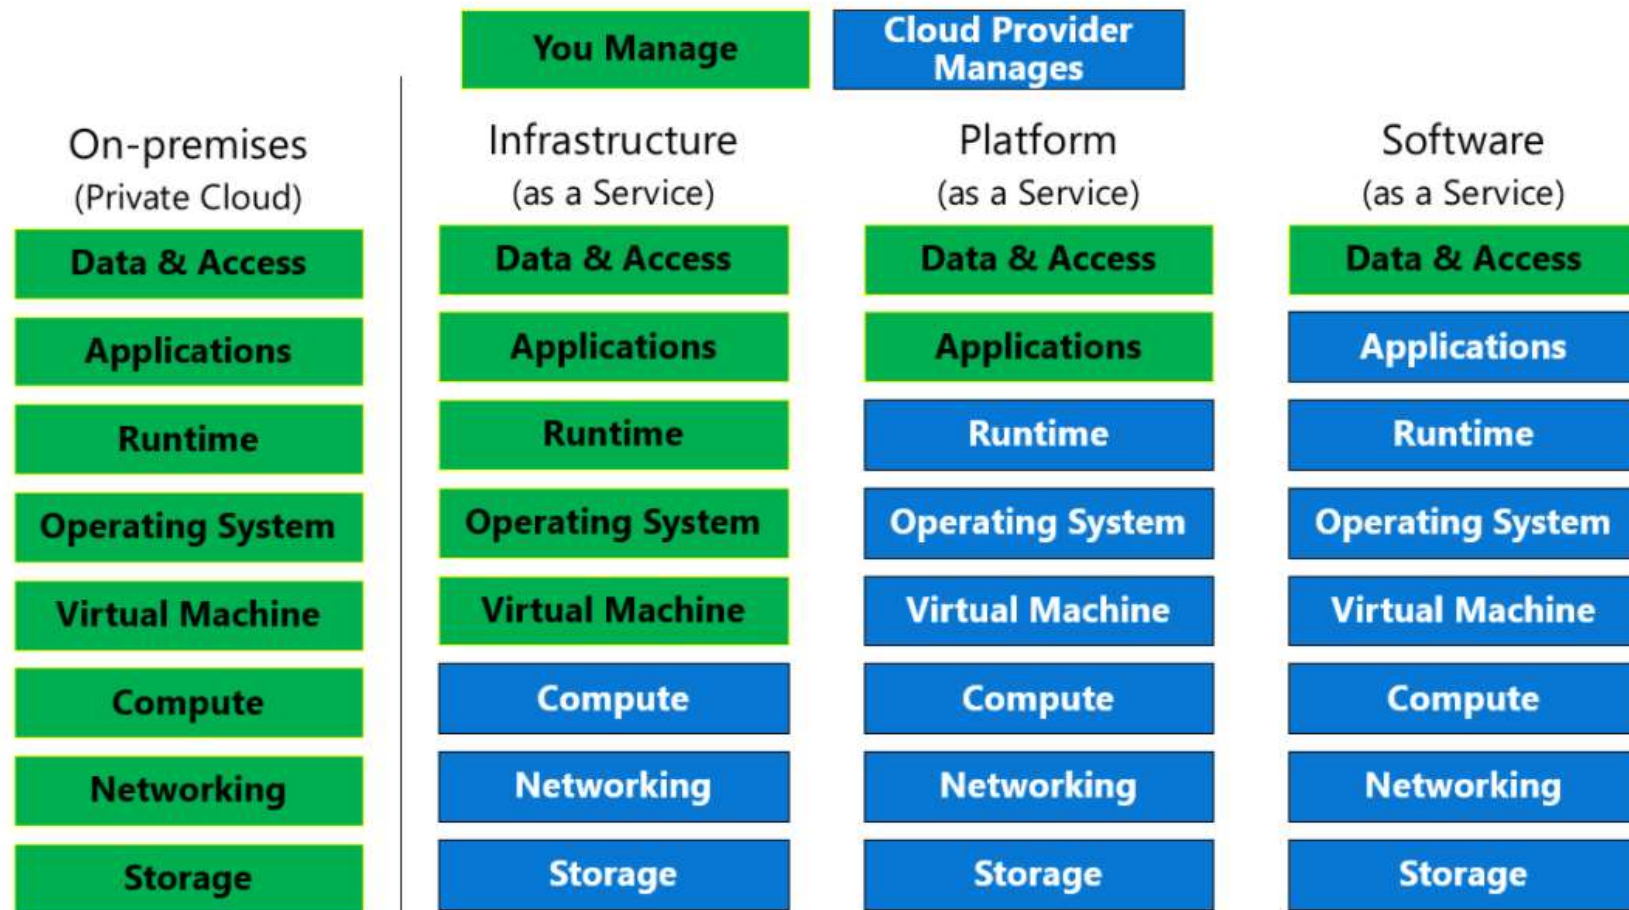 You Manage
Cloud Provider
Manages
On-premises
(Private Cloud)
Data & Access
Applications
Runtime
Operating System
Virtual Machine
Compute
Networking
Storage
Infrastructure
(as a Service)
Data & Access
Applications
Runtime
Operating System
Virtual Machine
Compute
Networking
Storage
Platform
(as a Service)
Data & Access
Applications
Runtime
Operating System
Virtual Machine
Compute
Networking
Storage
Software
(as a Service)
Data & Access
Applications
Runtime
Operating System
Virtual Machine
Compute
Networking
Storage